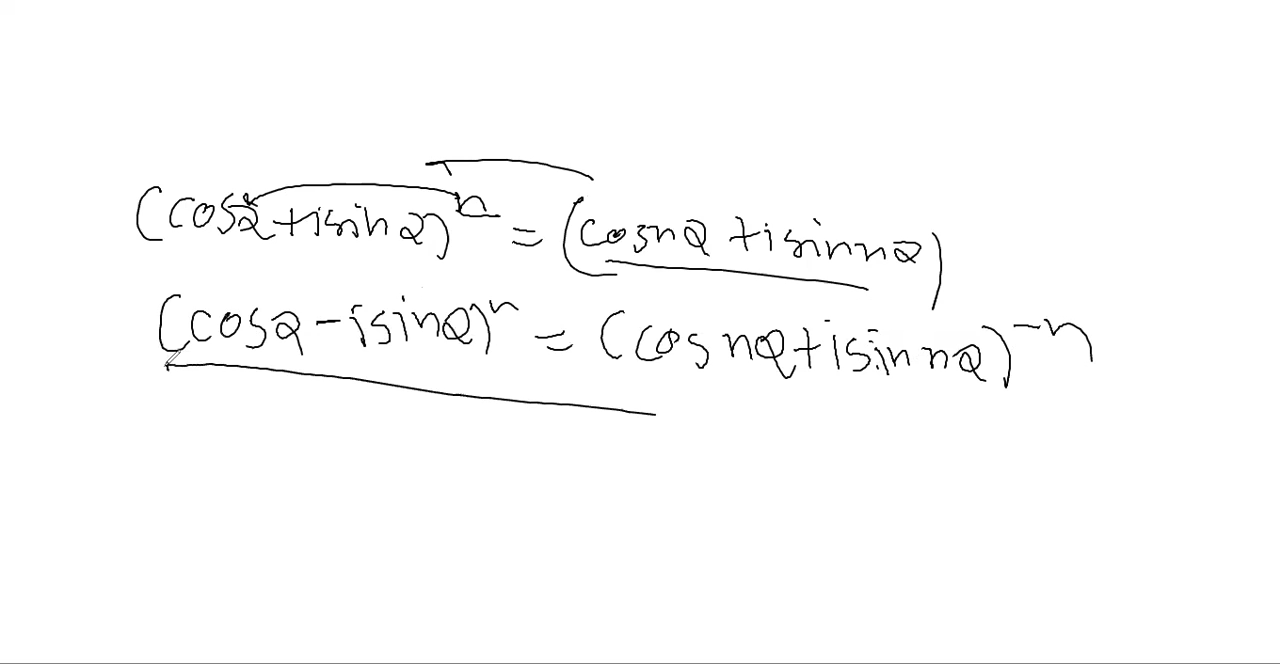 (cosα+isinα)^n = (cosnα +isinnα)
(cosα-isinα)^n = (cosnα+isinnα)^-n